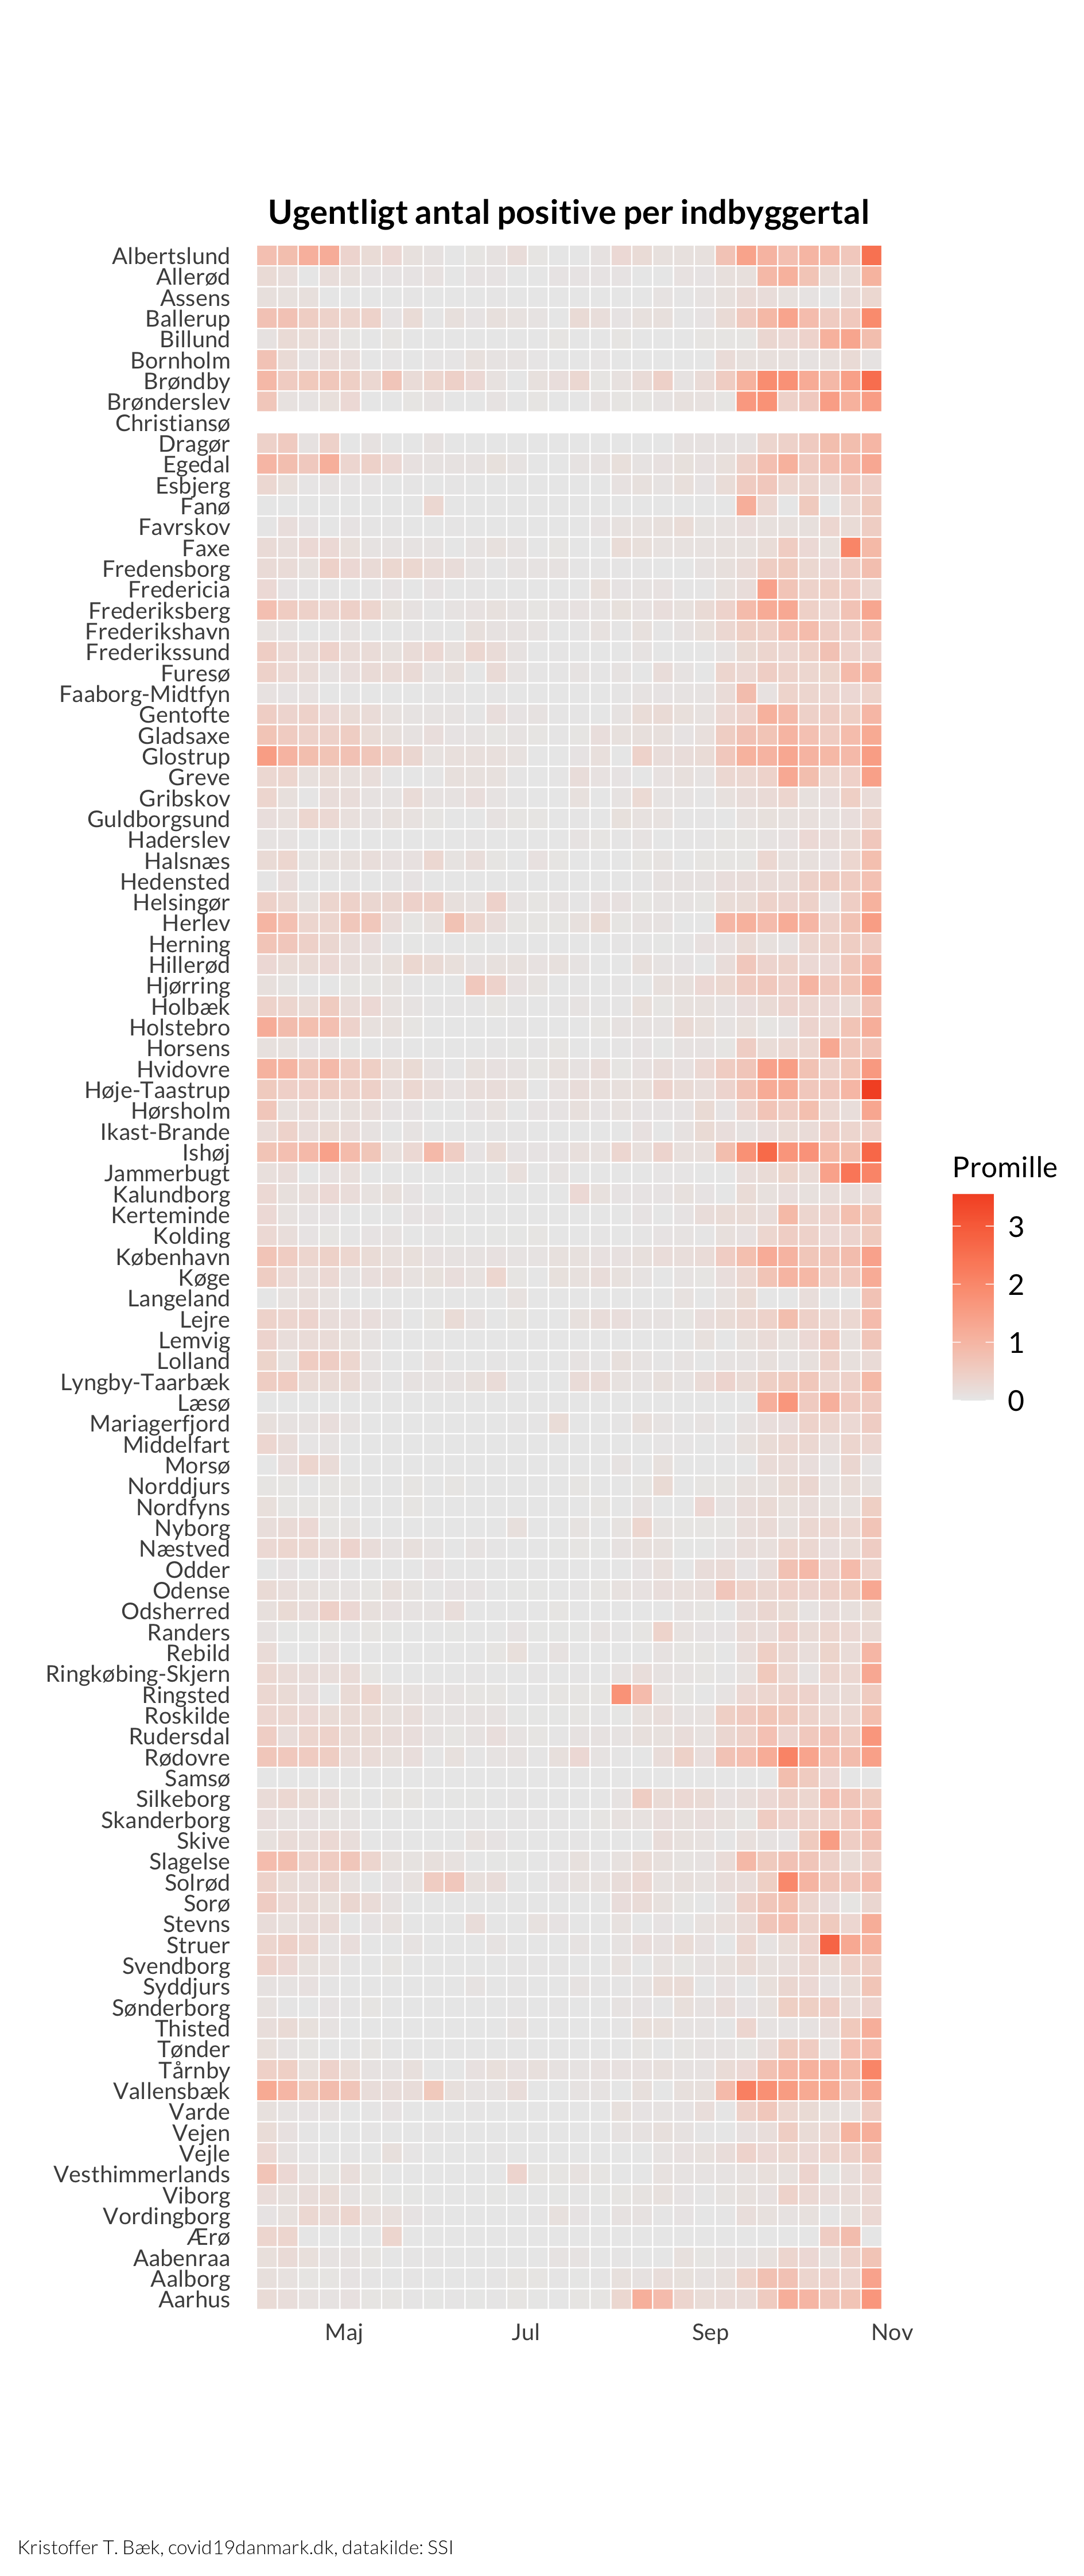 Ugentligt antal positive per indbyggertal
Albertslund
Allerød
Assens
Ballerup
Billund
Bornholm
Brøndby
Brønderslev
Christiansø
Dragør
Egedal
Esbjerg
Fanø
Favrskov
Faxe
Fredensborg
Fredericia
Frederiksberg
Frederikshavn
Frederikssund
Furesø
Faaborg-Midtfyn
Gentofte
Gladsaxe
Glostrup
Greve
Gribskov
Guldborgsund
Haderslev
Halsnæs
Hedensted
Helsingør
Herlev
Herning
Hillerød
Hjørring
Holbæk
Holstebro
Horsens
Hvidovre
Høje-Taastrup
Hørsholm
Ikast-Brande
Ishøj
Jammerbugt
Kalundborg
Kerteminde
Kolding
København
Køge
Langeland
Lejre
Lemvig
Lolland
Lyngby-Taarbæk
Læsø
Mariagerfjord
Middelfart
Morsø
Norddjurs
Nordfyns
Nyborg
Næstved
Odder
Odense
Odsherred
Randers
Rebild
Ringkøbing-Skjern
Ringsted
Roskilde
Rudersdal
Rødovre
Samsø
Silkeborg
Skanderborg
Skive
Slagelse
Solrød
Sorø
Stevns
Struer
Svendborg
Syddjurs
Sønderborg
Thisted
Tønder
Tårnby
Vallensbæk
Varde
Vejen
Vejle
Vesthimmerlands
Viborg
Vordingborg
Ærø
Aabenraa
Aalborg
Aarhus
Maj Jul Sep Nov
Promille
3
2
1
0
Kristoffer T. Bæk, covid19danmark.dk, datakilde: SSI